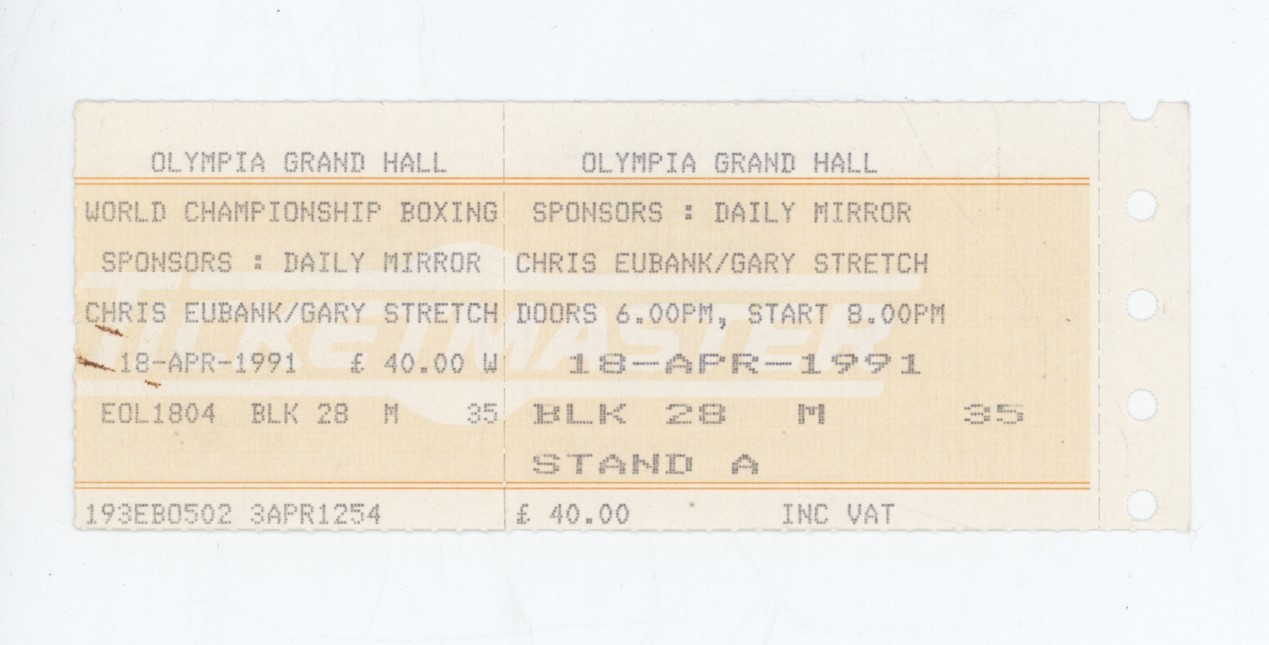 OLYMPIA GRAND HALL
WORLD CHAMPIONSHIP BOXING
SPONSORS : DAILY MIRROR
CHRIS EUBANK/GARY STRETCH
18-APR-1991 £ 40.00 W
EOL1804 BLK 28 M 35
193EBO502 3APR1254
OLYMPIA GRAND HALL
SPONSORS : DAILY MIRROR
CHRIS EUBANK/GARY STRETCH
DOORS 6.00PM, START 8.00PM
18-APR-1991
BLK 28 M 35
STAND A
£ 40.00 INC VAT
TICKETMASTER